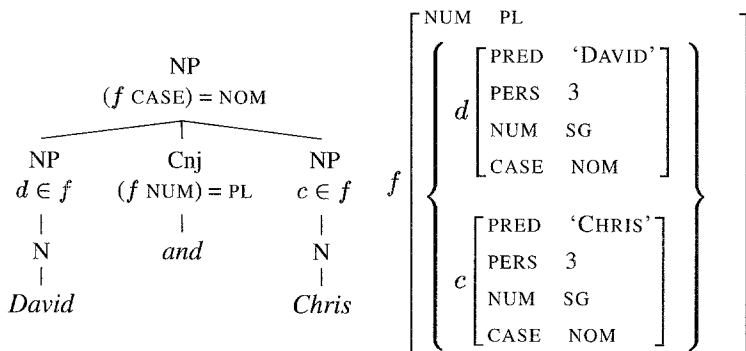 NP
(f CASE) = NOM
NP Cnj NP
d ∈ f (f NUM) = PL c ∈ f
N and N
David Chris
f
NUM PL
d
PRED 'DAVID'
PERS 3
NUM SG
CASE NOM
c
PRED 'CHRIS'
PERS 3
NUM SG
CASE NOM